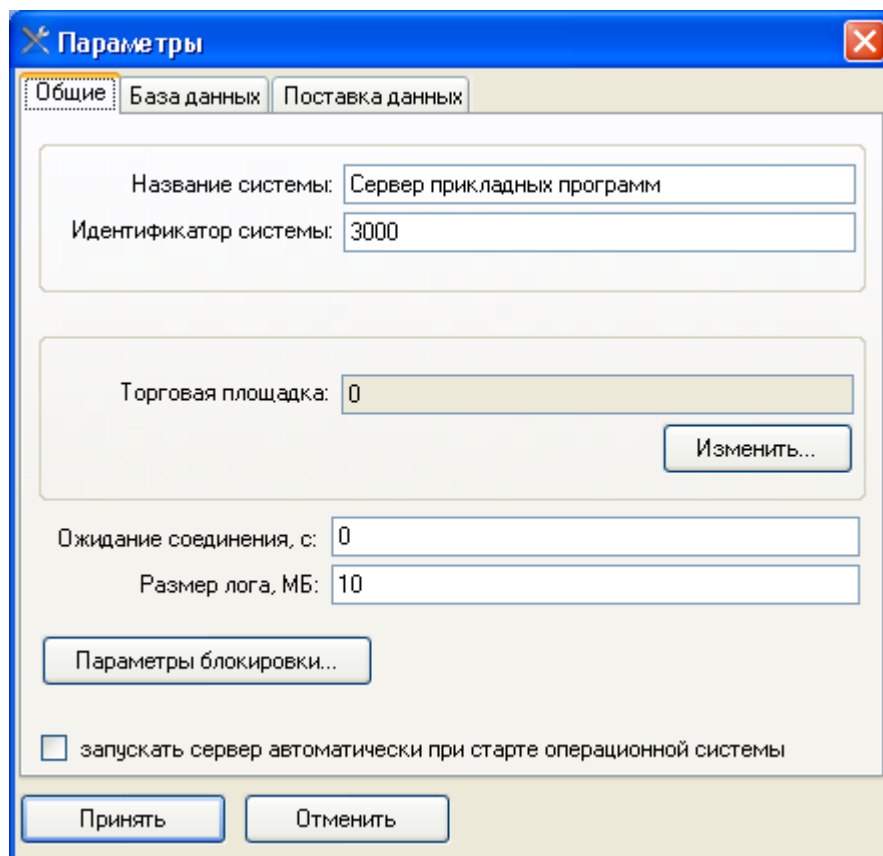 Параметры
Общие База данных Поставка данных
Название системы: Сервер прикладных программ
Идентификатор системы: 3000
Торговая площадка: 0
Изменить...
Ожидание соединения, с: 0
Размер лога, МБ: 10
Параметры блокировки...
запускать сервер автоматически при старте операционной системы
Принять Отменить